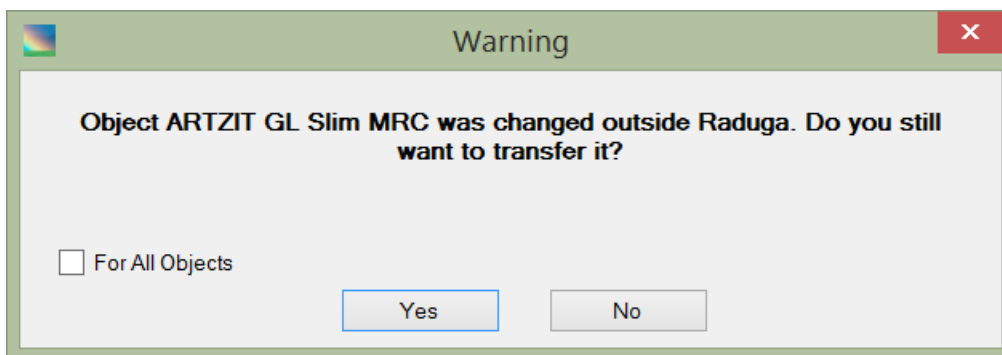 Warning
Object ARTZIT GL Slim MRC was changed outside Raduga. Do you still
want to transfer it?
For All Objects
Yes
No